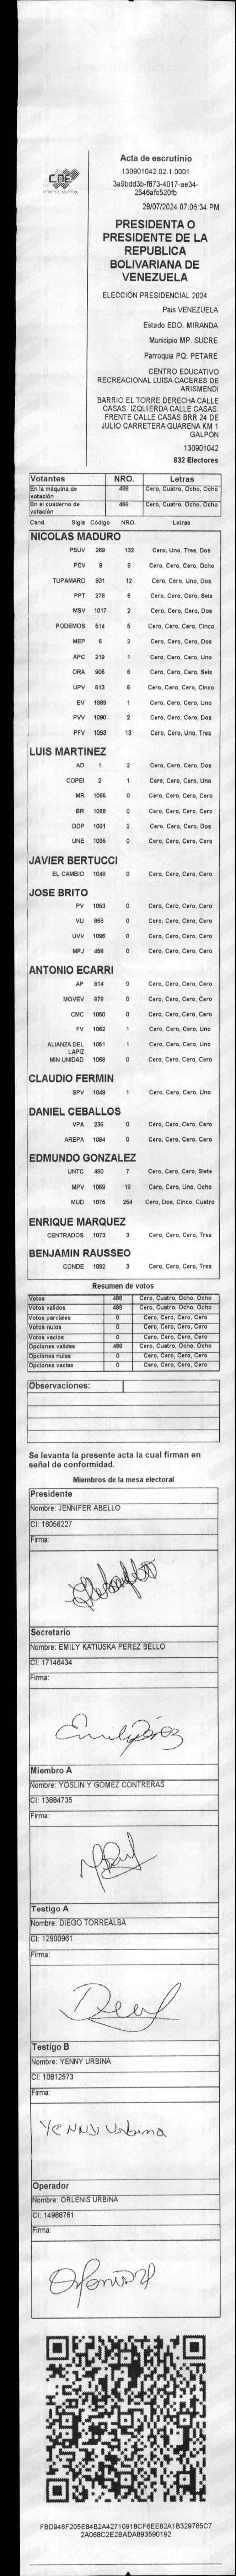 CNE
Acta de escrutinio
130901042.02.1.0001
3a9bdd3b-f873-4017-ae34-
2546afc520fb
28/07/2024 07:06:34 PM
PRESIDENTA O
PRESIDENTE DE LA
REPUBLICA
BOLIVARIANA DE
VENEZUELA
ELECCIÓN PRESIDENCIAL 2024
Pais VENEZUELA
Estado EDO. MIRANDA
Municipio MP. SUCRE
Parroquia PQ. PETARE
CENTRO EDUCATIVO
RECREACIONAL LUISA CACERES DE
ARISMENDI
BARRIO EL TORRE DERECHA CALLE
CASAS. IZQUIERDA CALLE CASAS.
FRENTE CALLE CASAS BRR 24 DE
JULIO CARRETERA GUARENA KM 1
GALPÓN
130901042
832 Electores
Votantes NRO. Letras
En la máquina de votación 488 Cero, Cuatro, Ocho, Ocho
En el cuaderno de votación 488 Cero, Cuatro, Ocho, Ocho
Cand. Sigla Código NRO. Letras
NICOLAS MADURO
PSUV 269 132 Cero, Uno, Tres, Dos
PCV 9 8 Cero, Cero, Cero, Ocho
TUPAMARO 931 12 Cero, Cero, Uno, Dos
PPT 276 6 Cero, Cero, Cero, Seis
MSV 1017 2 Cero, Cero, Cero, Dos
PODEMOS 514 5 Cero, Cero, Cero, Cinco
MEP 6 2 Cero, Cero, Cero, Dos
APC 219 1 Cero, Cero, Cero, Uno
ORA 906 6 Cero, Cero, Cero, Seis
UPV 613 5 Cero, Cero, Cero, Cinco
EV 1089 1 Cero, Cero, Cero, Uno
PVV 1090 2 Cero, Cero, Cero, Dos
PFV 1093 13 Cero, Cero, Uno, Tres
LUIS MARTINEZ
AD 1 2 Cero, Cero, Cero, Dos
COPEI 2 1 Cero, Cero, Cero, Uno
MR 1065 0 Cero, Cero, Cero, Cero
BR 1066 0 Cero, Cero, Cero, Cero
DDP 1091 2 Cero, Cero, Cero, Dos
UNE 1095 0 Cero, Cero, Cero, Cero
JAVIER BERTUCCI
EL CAMBIO 1048 0 Cero, Cero, Cero, Cero
JOSE BRITO
PV 1053 0 Cero, Cero, Cero, Cero
VU 868 0 Cero, Cero, Cero, Cero
UVV 1096 0 Cero, Cero, Cero, Cero
MPJ 458 0 Cero, Cero, Cero, Cero
ANTONIO ECARRI
AP 914 0 Cero, Cero, Cero, Cero
MOVEV 978 0 Cero, Cero, Cero, Cero
CMC 1050 0 Cero, Cero, Cero, Cero
FV 1062 1 Cero, Cero, Cero, Uno
ALIANZA DEL LAPIZ 1051 1 Cero, Cero, Cero, Uno
MIN UNIDAD 1068 0 Cero, Cero, Cero, Cero
CLAUDIO FERMIN
SPV 1049 1 Cero, Cero, Cero, Uno
DANIEL CEBALLOS
VPA 236 0 Cero, Cero, Cero, Cero
AREPA 1094 0 Cero, Cero, Cero, Cero
EDMUNDO GONZALEZ
UNTC 460 7 Cero, Cero, Cero, Siete
MPV 1069 18 Cero, Cero, Uno, Ocho
MUD 1075 254 Cero, Dos, Cinco, Cuatro
ENRIQUE MARQUEZ
CENTRADOS 1073 3 Cero, Cero, Cero, Tres
BENJAMIN RAUSSEO
CONDE 1092 3 Cero, Cero, Cero, Tres
Resumen de votos
Votos 488 Cero, Cuatro, Ocho, Ocho
Votos validos 488 Cero, Cuatro, Ocho, Ocho
Votos parciales 0 Cero, Cero, Cero, Cero
Votos nulos 0 Cero, Cero, Cero, Cero
Votos vacios 0 Cero, Cero, Cero, Cero
Opciones validas 488 Cero, Cuatro, Ocho, Ocho
Opciones nulas 0 Cero, Cero, Cero, Cero
Opciones vacias 0 Cero, Cero, Cero, Cero
Observaciones:
Se levanta la presente acta la cual firman en
señal de conformidad.
Miembros de la mesa electoral
Presidente
Nombre: JENNIFER ABELLO
CI: 16056227
Firma:
Secretario
Nombre: EMILY KATIUSKA PEREZ BELLO
CI: 17146434
Firma:
Emily Pérez
Miembro A
Nombre: YOSLIN Y GOMEZ CONTRERAS
CI: 13884735
Firma:
Testigo A
Nombre: DIEGO TORREALBA
CI: 12900961
Firma:
Testigo B
Nombre: YENNY URBINA
CI: 10812573
Firma:
YENNY Urbina
Operador
Nombre: ORLENIS URBINA
CI: 14988761
Firma:
FBD946F205E84B2A42710918CF6EE82A1B329765C7
2A068C2E2BADA893590192